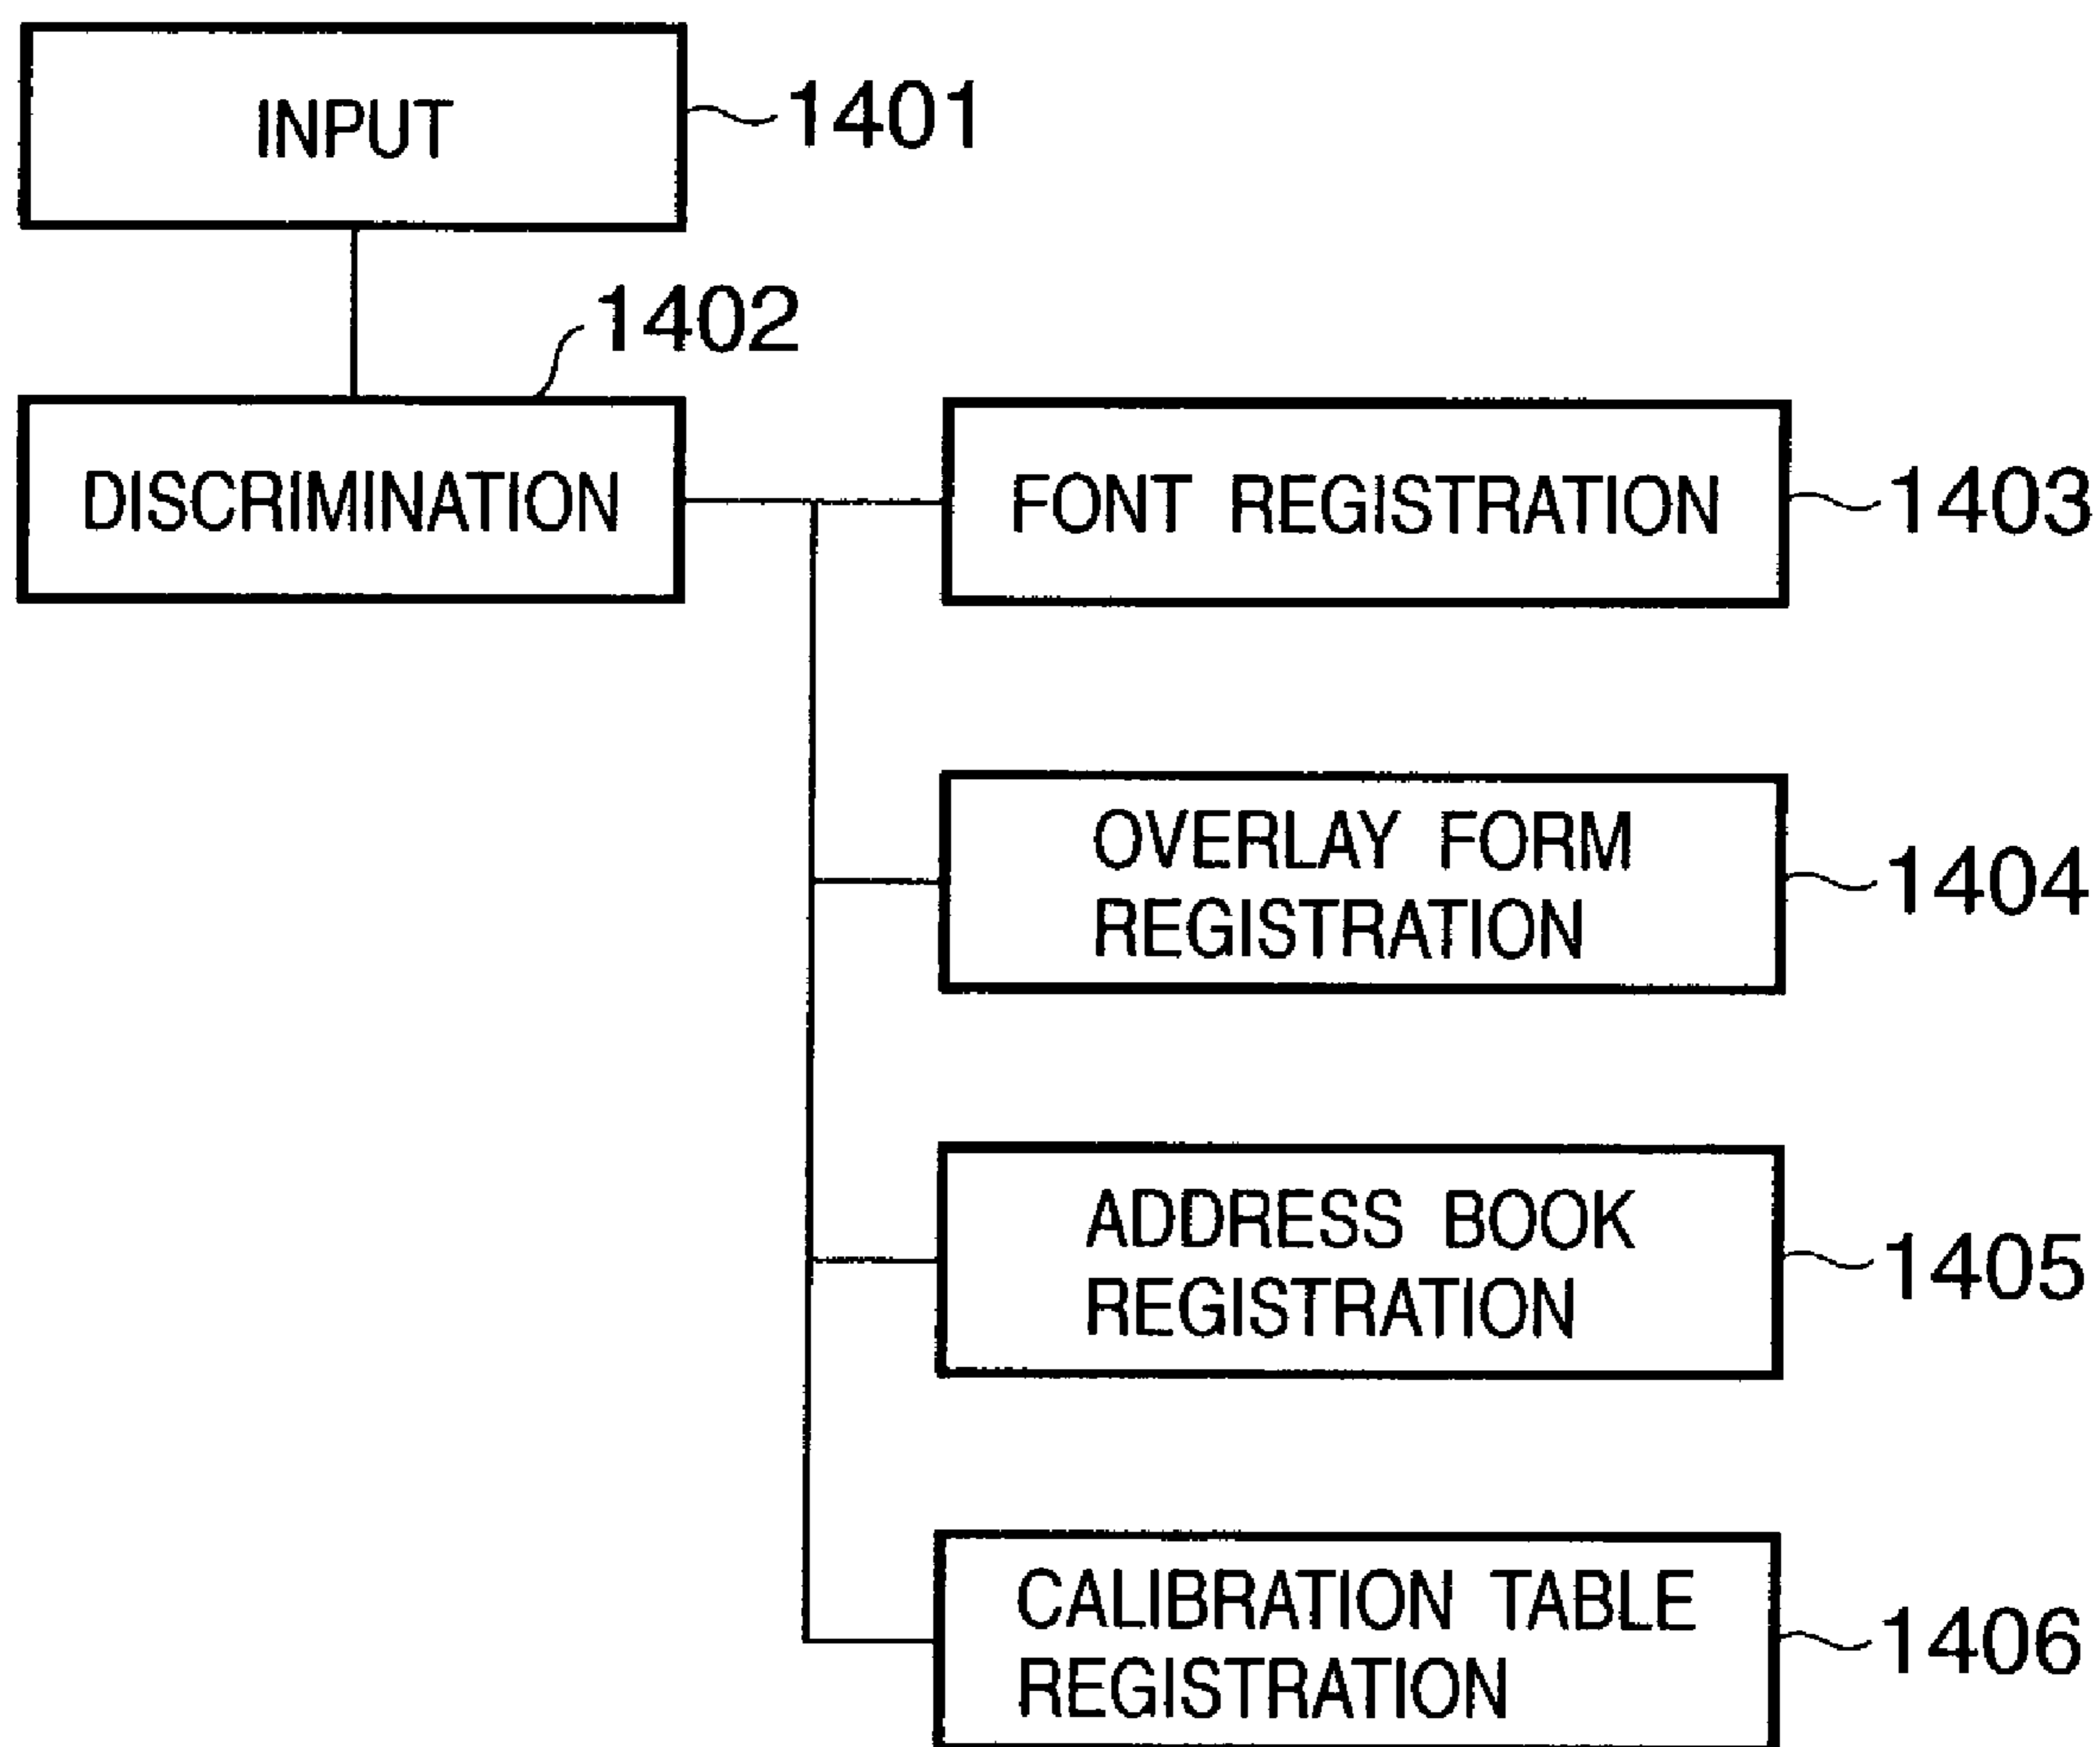 INPUT
1401
1402
DISCRIMINATION
FONT REGISTRATION
1403
OVERLAY FORM
REGISTRATION
1404
ADDRESS BOOK
REGISTRATION
1405
CALIBRATION TABLE
REGISTRATION
1406